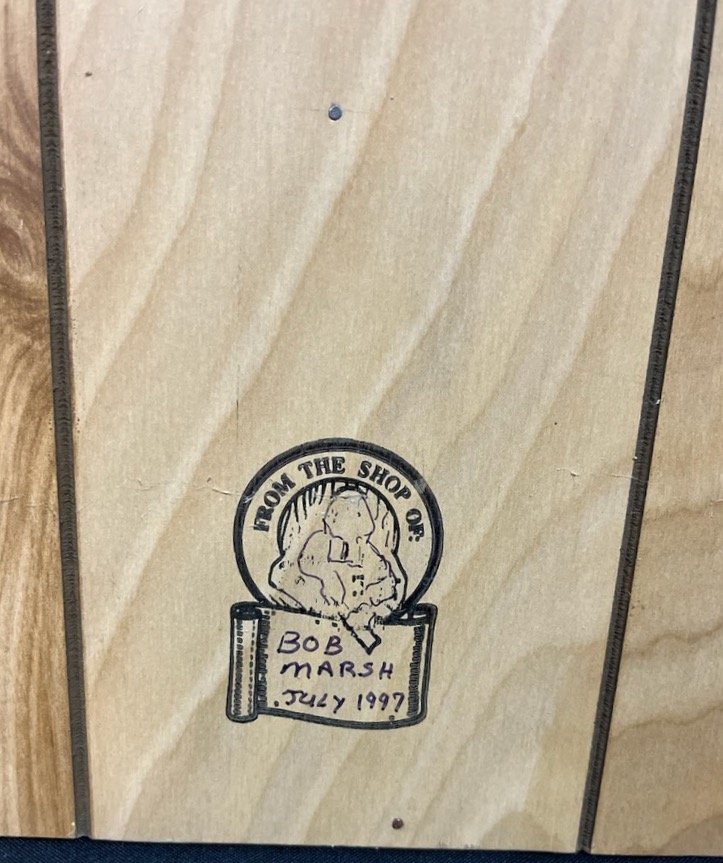 FROM THE SHOP OF:
BOB
MARSH
JULY 1997